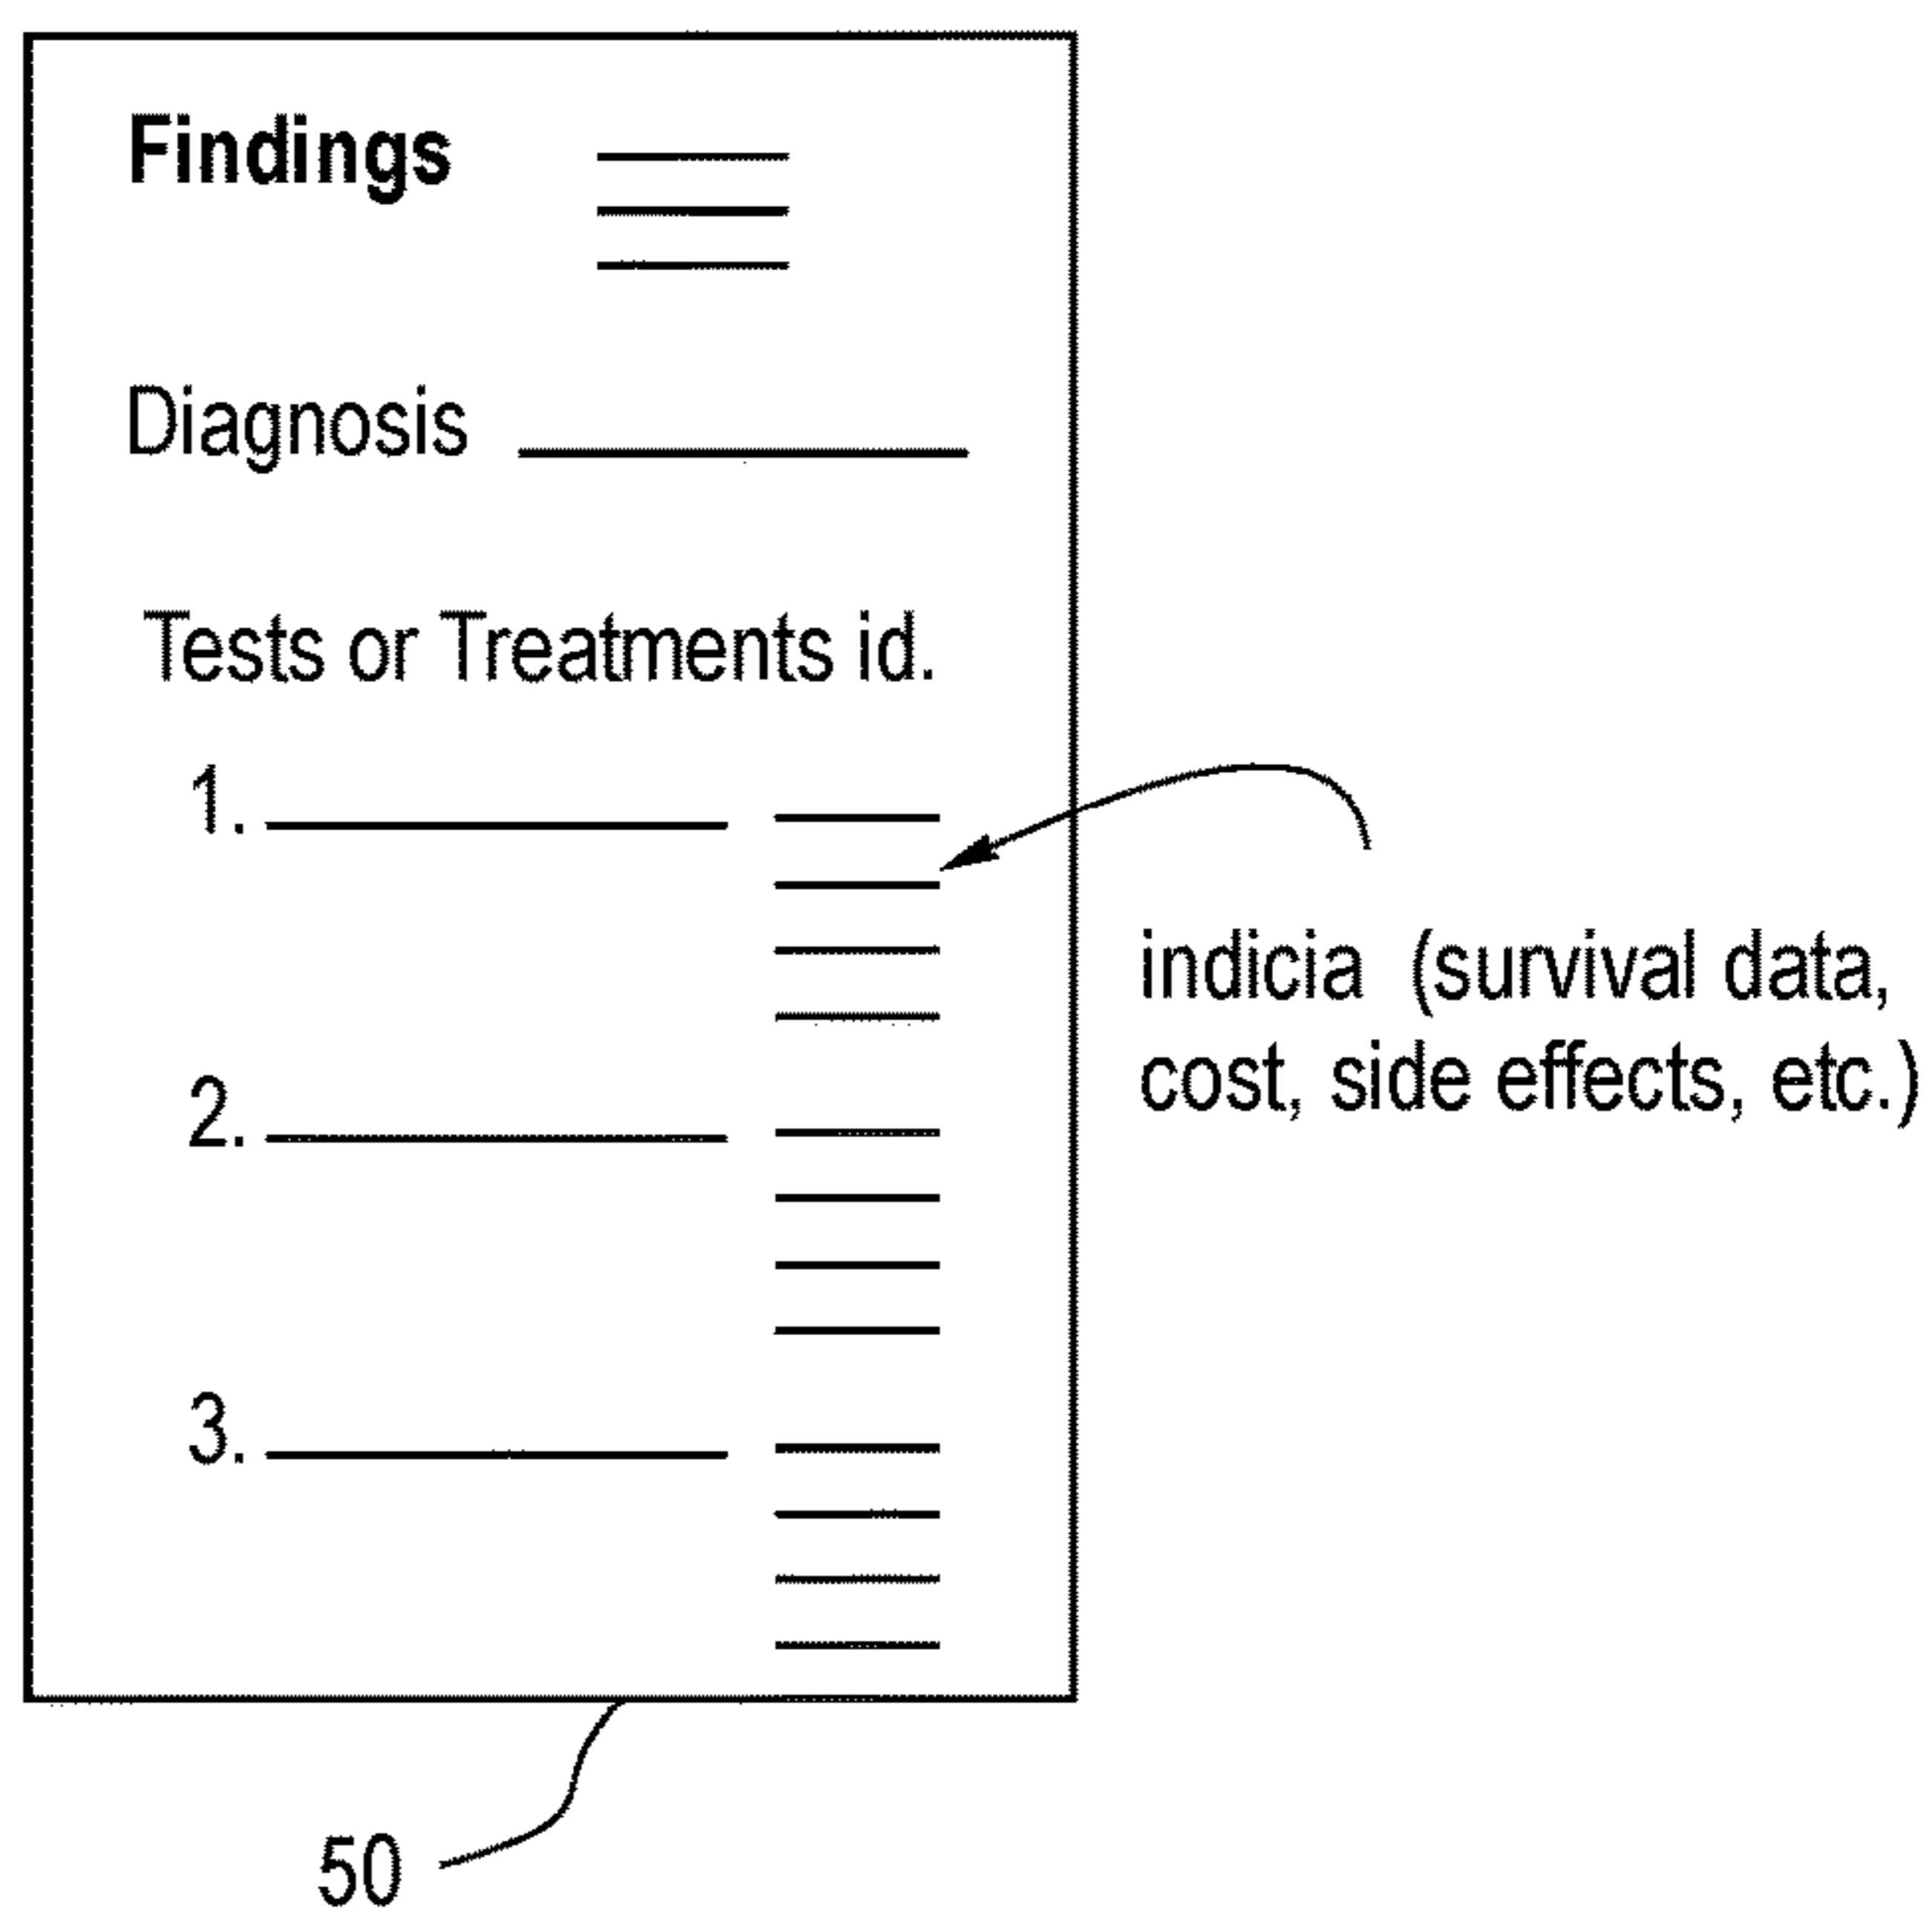 Findings
Diagnosis
Tests or Treatments id.
1.
indicia (survival data,
cost, side effects, etc.)
2.
3.
50